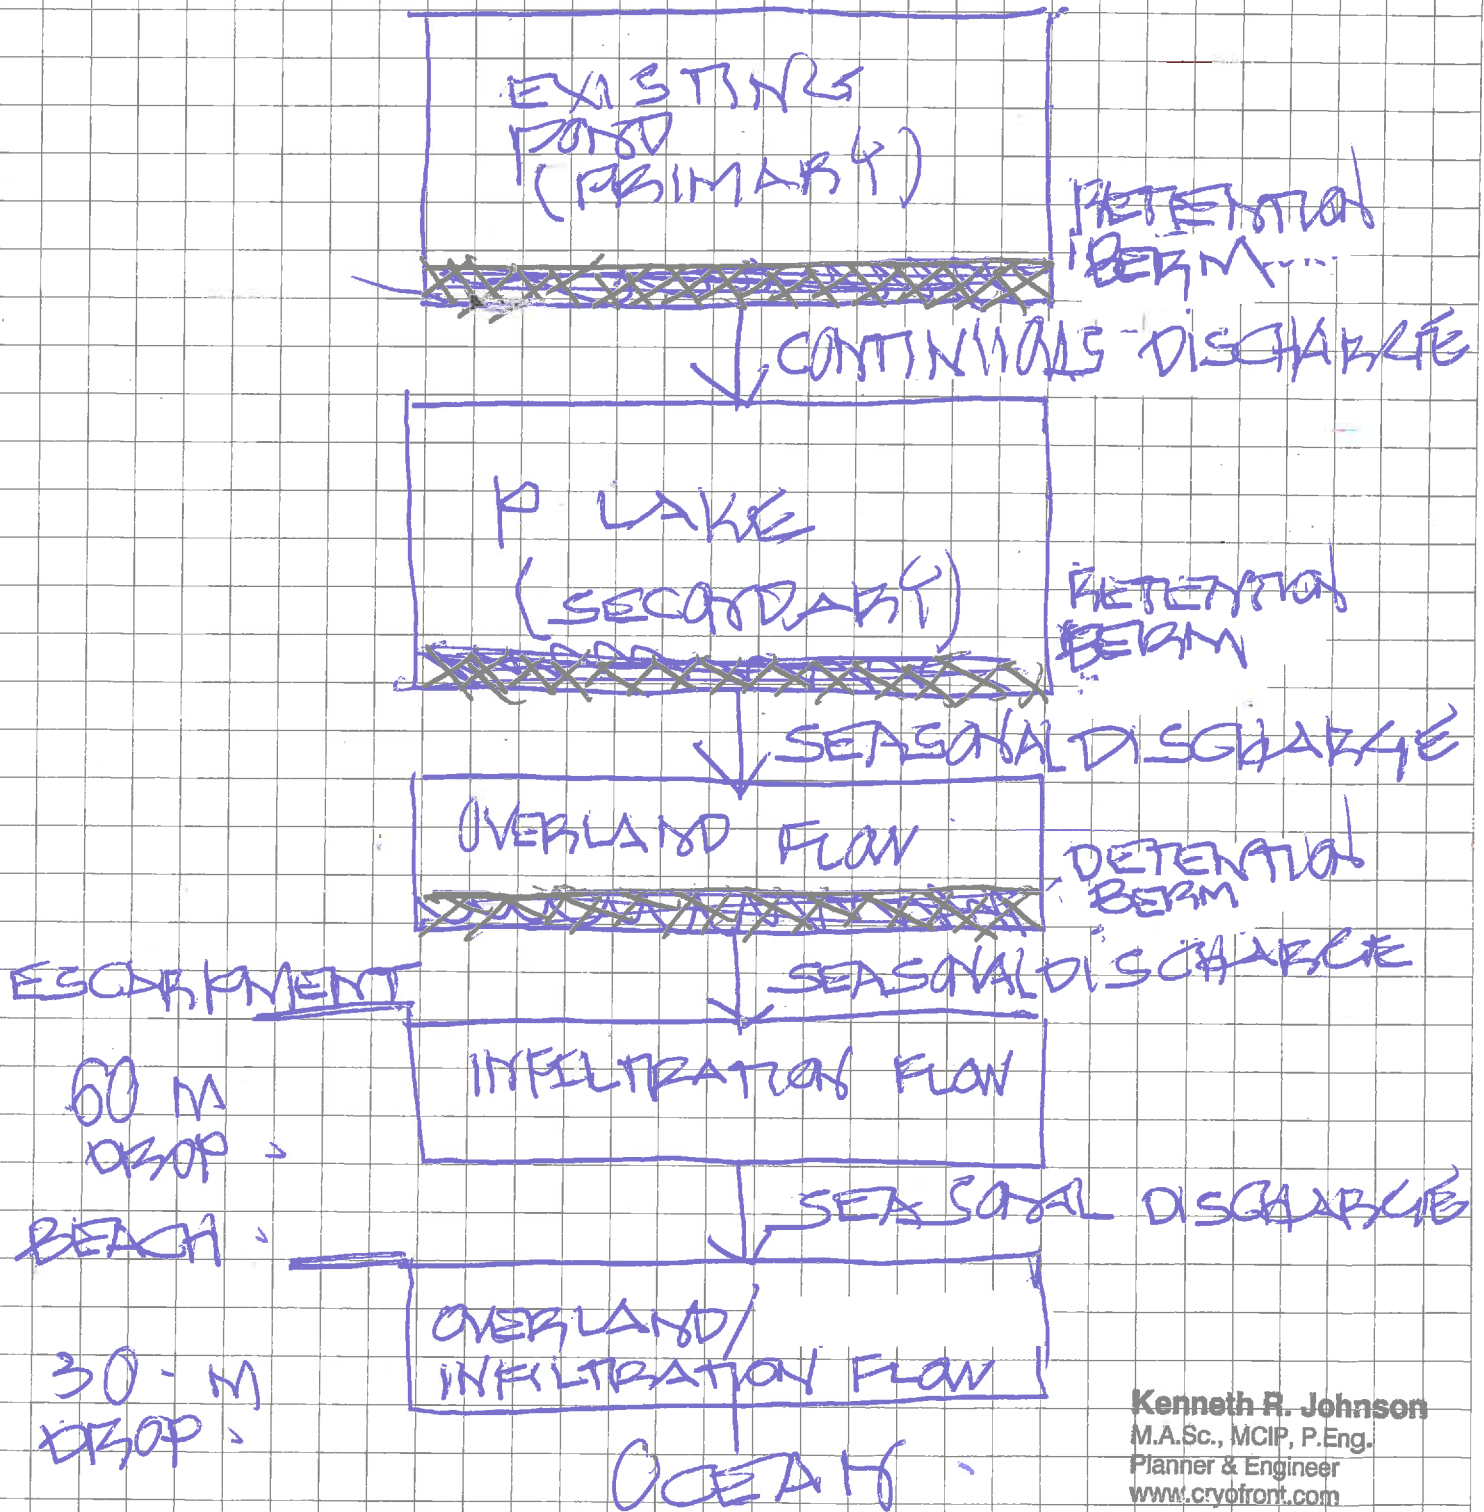 EXISTING
POND
(PRIMARY)
RETENTION
BERM
CONTINUOUS DISCHARGE
P LAKE
(SECONDARY)
RETENTION
BERM
SEASONAL DISCHARGE
OVERLAND FLOW
DETENTION
BERM
SEASONAL DISCHARGE
ESCARPMENT
INFILTRATION FLOW
60 M
DROP
SEASONAL DISCHARGE
BEACH
OVERLAND/
INFILTRATION FLOW
30 M
DROP
OCEAN
Kenneth R. Johnson
M.A.Sc., MCIP, P.Eng.
Planner & Engineer
www.cryofront.com